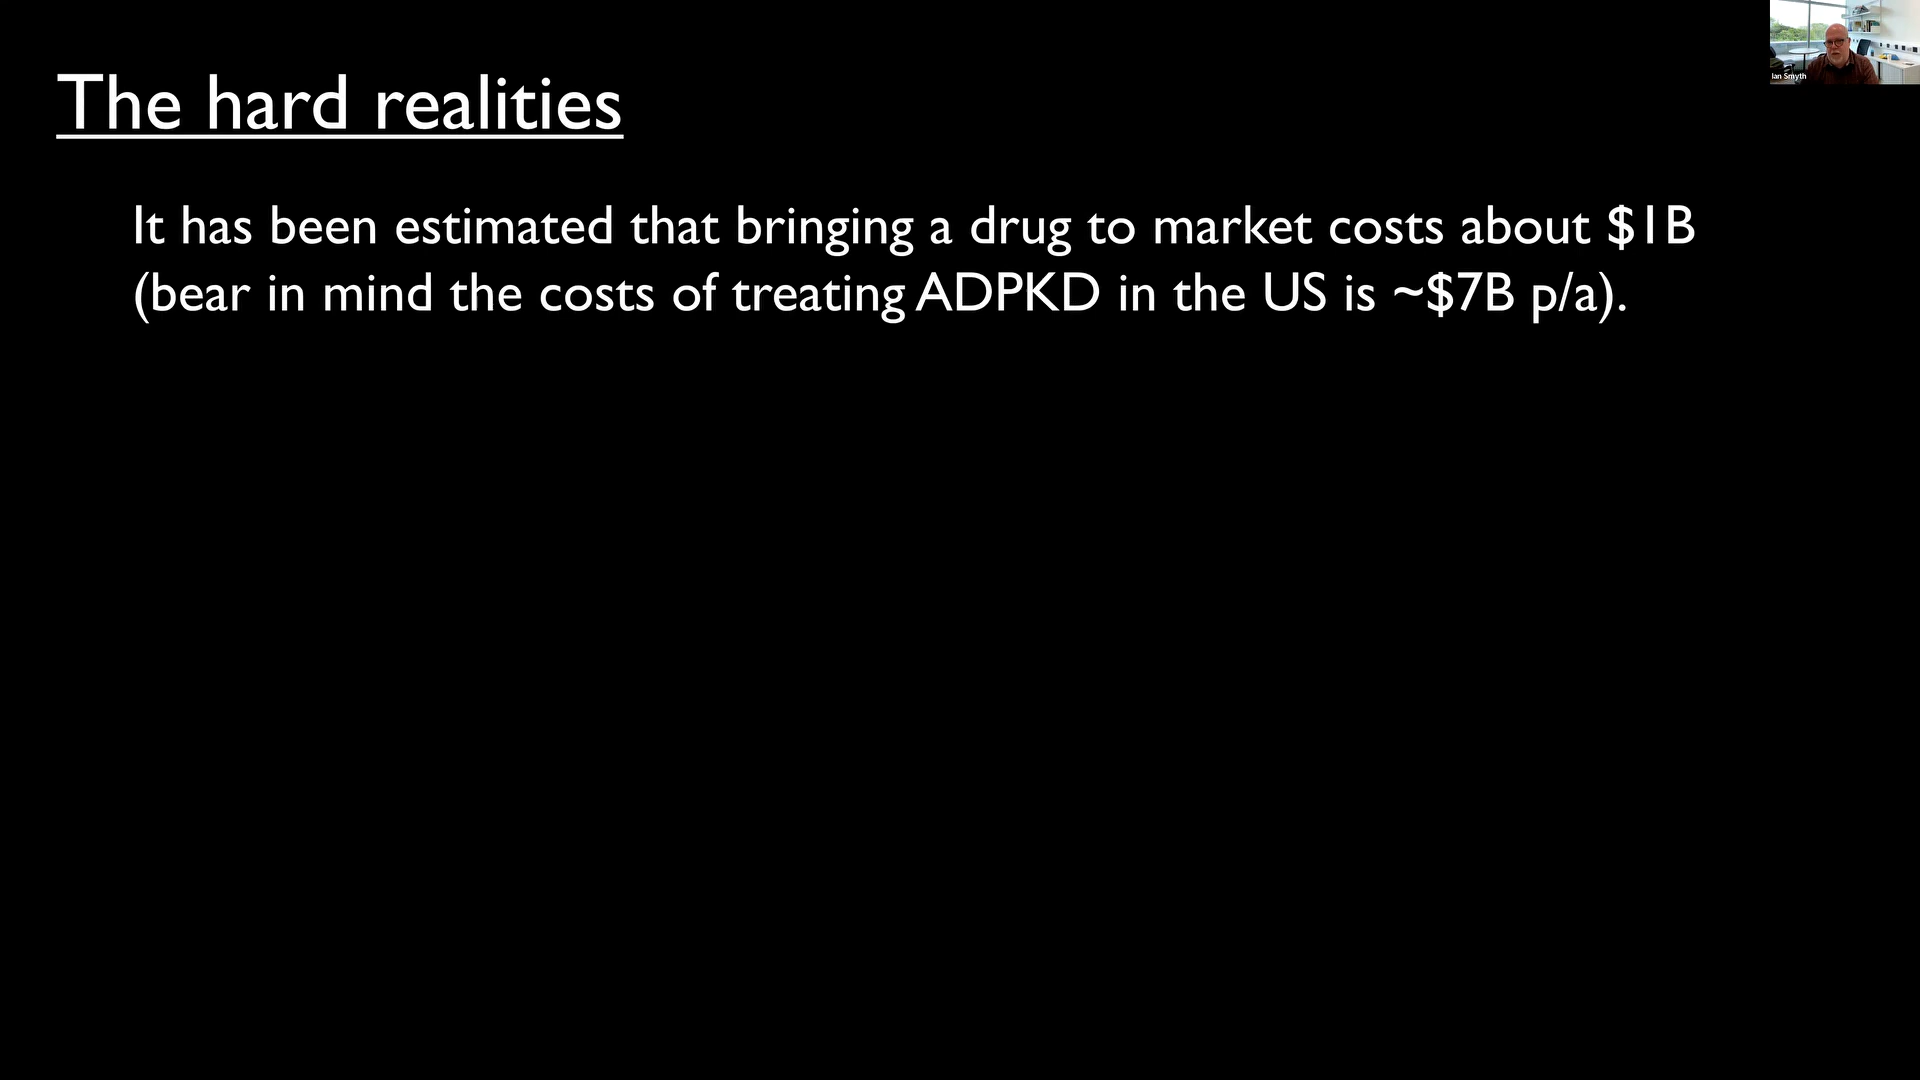 The hard realities
It has been estimated that bringing a drug to market costs about $1B
(bear in mind the costs of treating ADPKD in the US is ~$7B p/a).
Ian Smyth